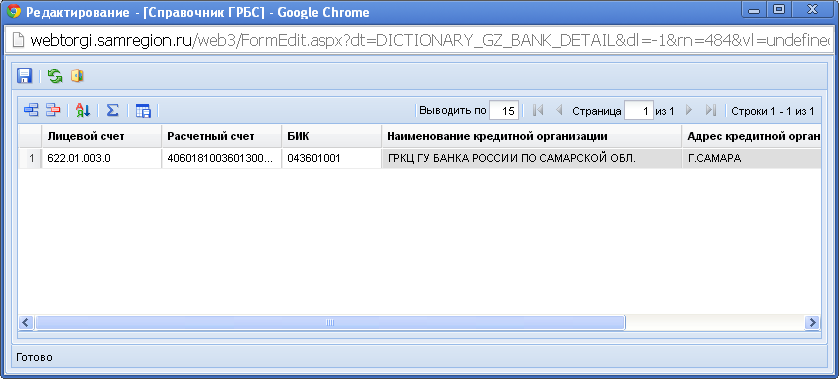 Редактирование - [Справочник ГРБС] - Google Chrome
webtorgi.samregion.ru/web3/FormEdit.aspx?dt=DICTIONARY_GZ_BANK_DETAIL&dl=-1&rn=484&vl=undefined
Выводить по 15 Страница 1 из 1 Строки 1 - 1 из 1
Лицевой счет Расчетный счет БИК Наименование кредитной организации Адрес кредитной орган
1 622.01.003.0 4060181003601300... 043601001 ГРКЦ ГУ БАНКА РОССИИ ПО САМАРСКОЙ ОБЛ. Г.САМАРА
Готово